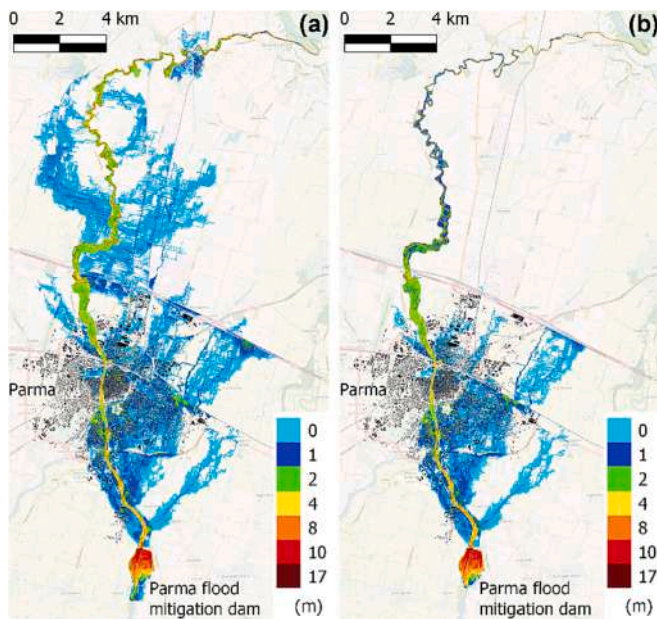 0 2 4 km
(a)
Parma
0
1
2
4
8
10
17
(m)
Parma flood
mitigation dam
0 2 4 km
(b)
Parma
0
1
2
4
8
10
17
(m)
Parma flood
mitigation dam